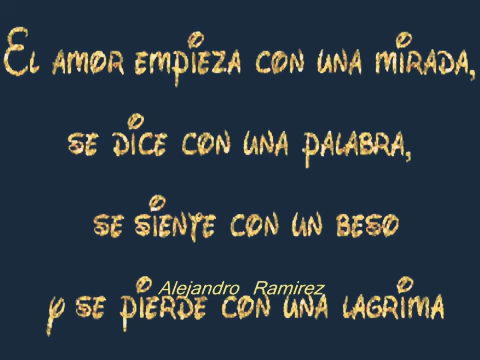 El amor empieza con una mirada,
se dice con una palabra,
se siente con un beso
Alejandro Ramirez
y se pierde con una lagrima